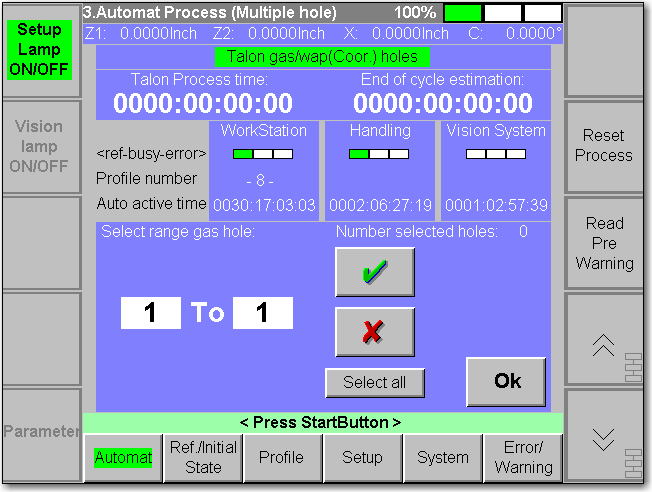 Setup
Lamp
ON/OFF
3.Automat Process (Multiple hole) 100%
Z1: 0.0000Inch Z2: 0.0000Inch X: 0.0000Inch C: 0.0000°
Talon gas/wap(Coor.) holes
Talon Process time: End of cycle estimation:
0000:00:00:00 0000:00:00:00
Vision
lamp
ON/OFF
WorkStation Handling Vision System
<ref-busy-error>
Profile number - 8 -
Auto active time 0030:17:03:03 0002:06:27:19 0001:02:57:39
Reset
Process
Select range gas hole: Number selected holes: 0
Read
Pre
Warning
1 To 1
Select all
Ok
Parameter
< Press StartButton >
Automat
Ref./Initial
State
Profile
Setup
System
Error/
Warning